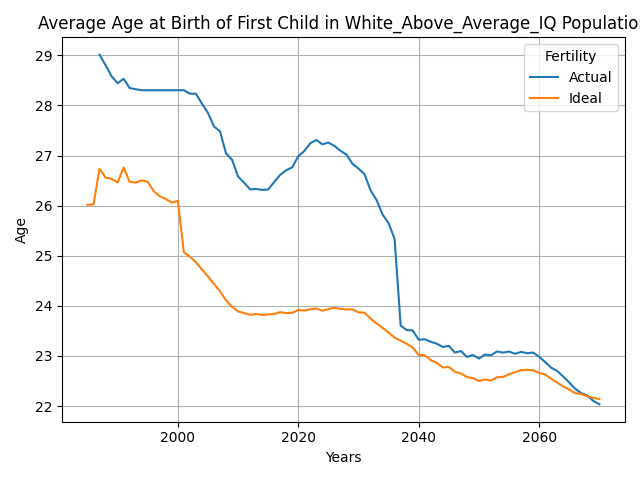 Average Age at Birth of First Child in White_Above_Average_IQ Population
Fertility
Actual
Ideal
29
28
27
26
25
24
23
22
Age
2000
2020
2040
2060
Years